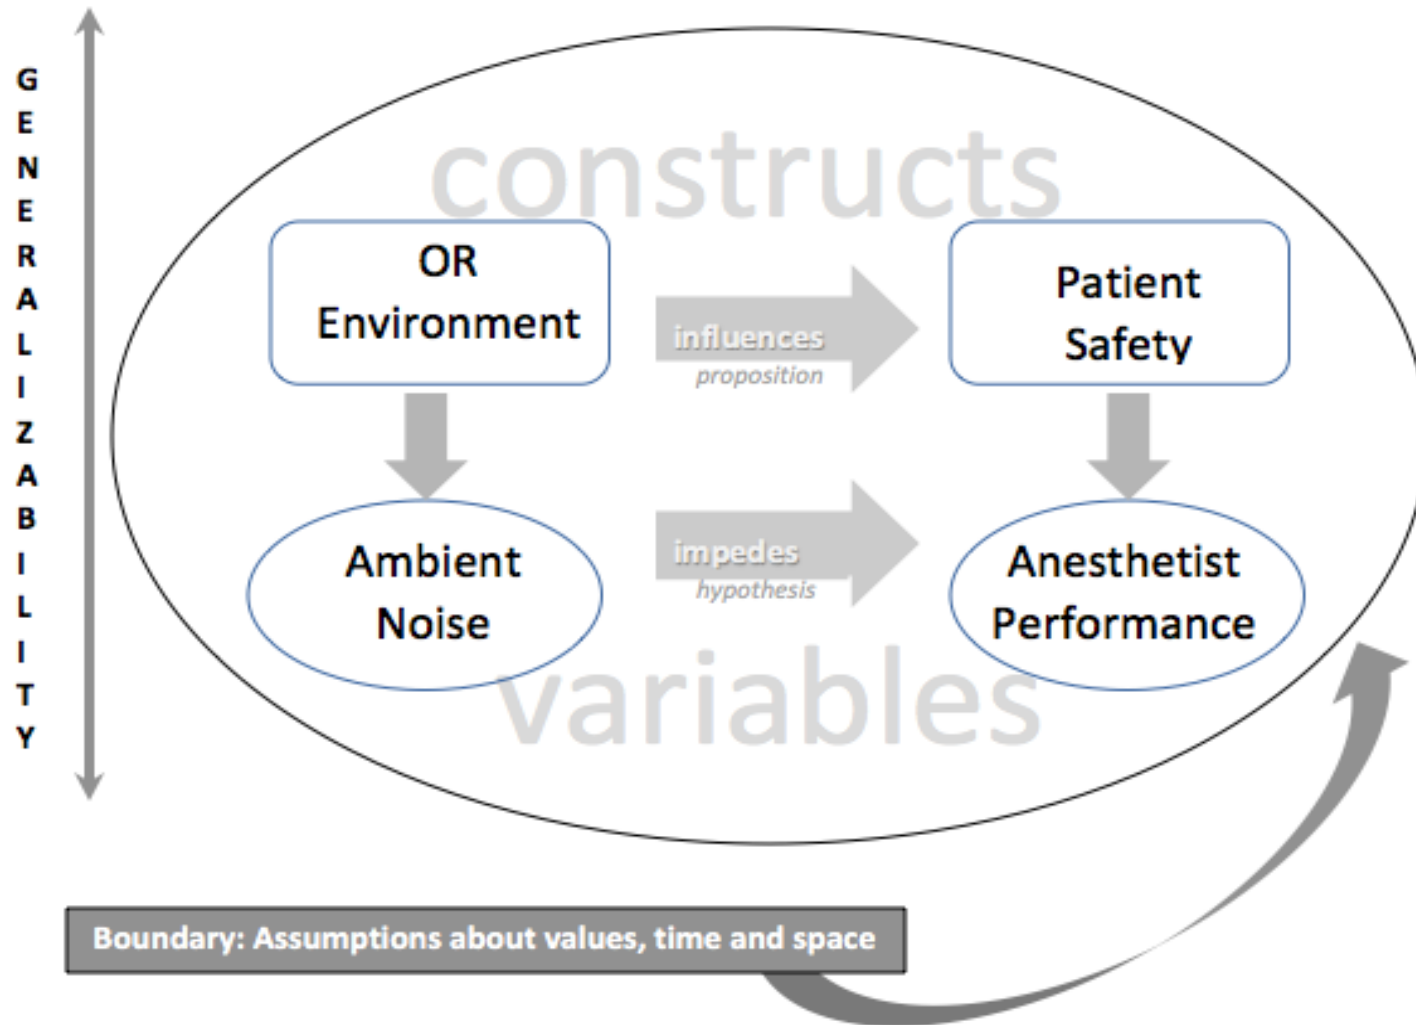 GENERALIZABILITY
constructs
OR
Environment
influences
proposition
Patient
Safety
Ambient
Noise
impedes
hypothesis
Anesthetist
Performance
variables
Boundary: Assumptions about values, time and space